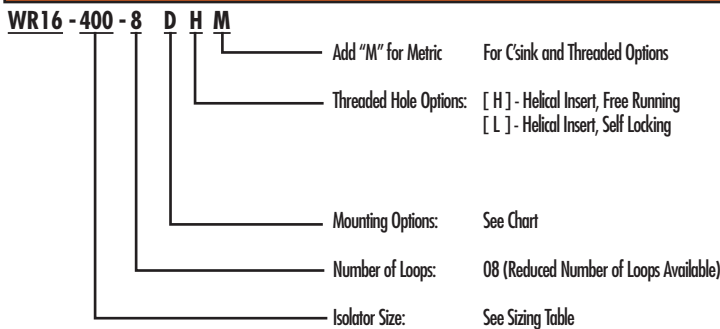 WR16 - 400 - 8 D H M
Add “M” for Metric For C'sink and Threaded Options
Threaded Hole Options: [ H ] - Helical Insert, Free Running
[ L ] - Helical Insert, Self Locking
Mounting Options: See Chart
Number of Loops: 08 (Reduced Number of Loops Available)
Isolator Size: See Sizing Table